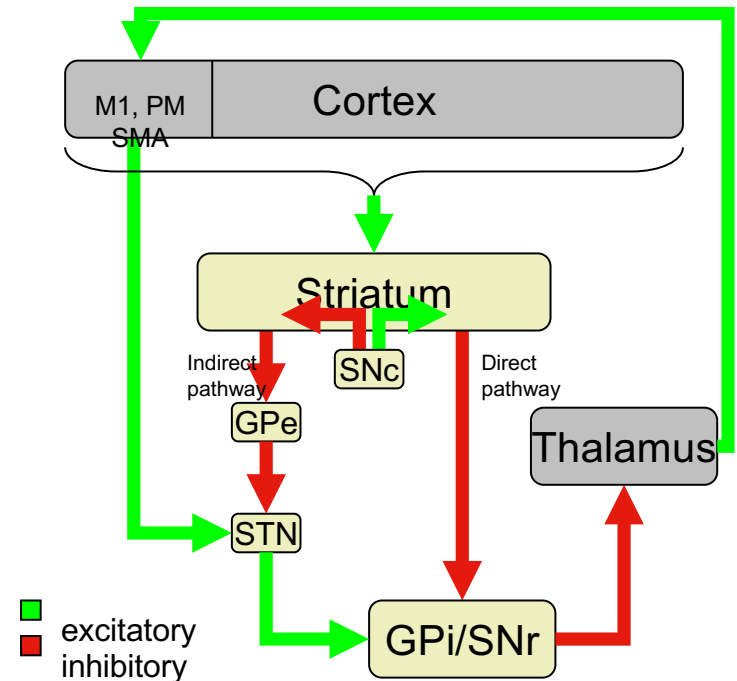 M1, PM
SMA
Cortex
Striatum
Indirect
pathway
SNc
Direct
pathway
GPe
Thalamus
STN
GPi/SNr
excitatory
inhibitory